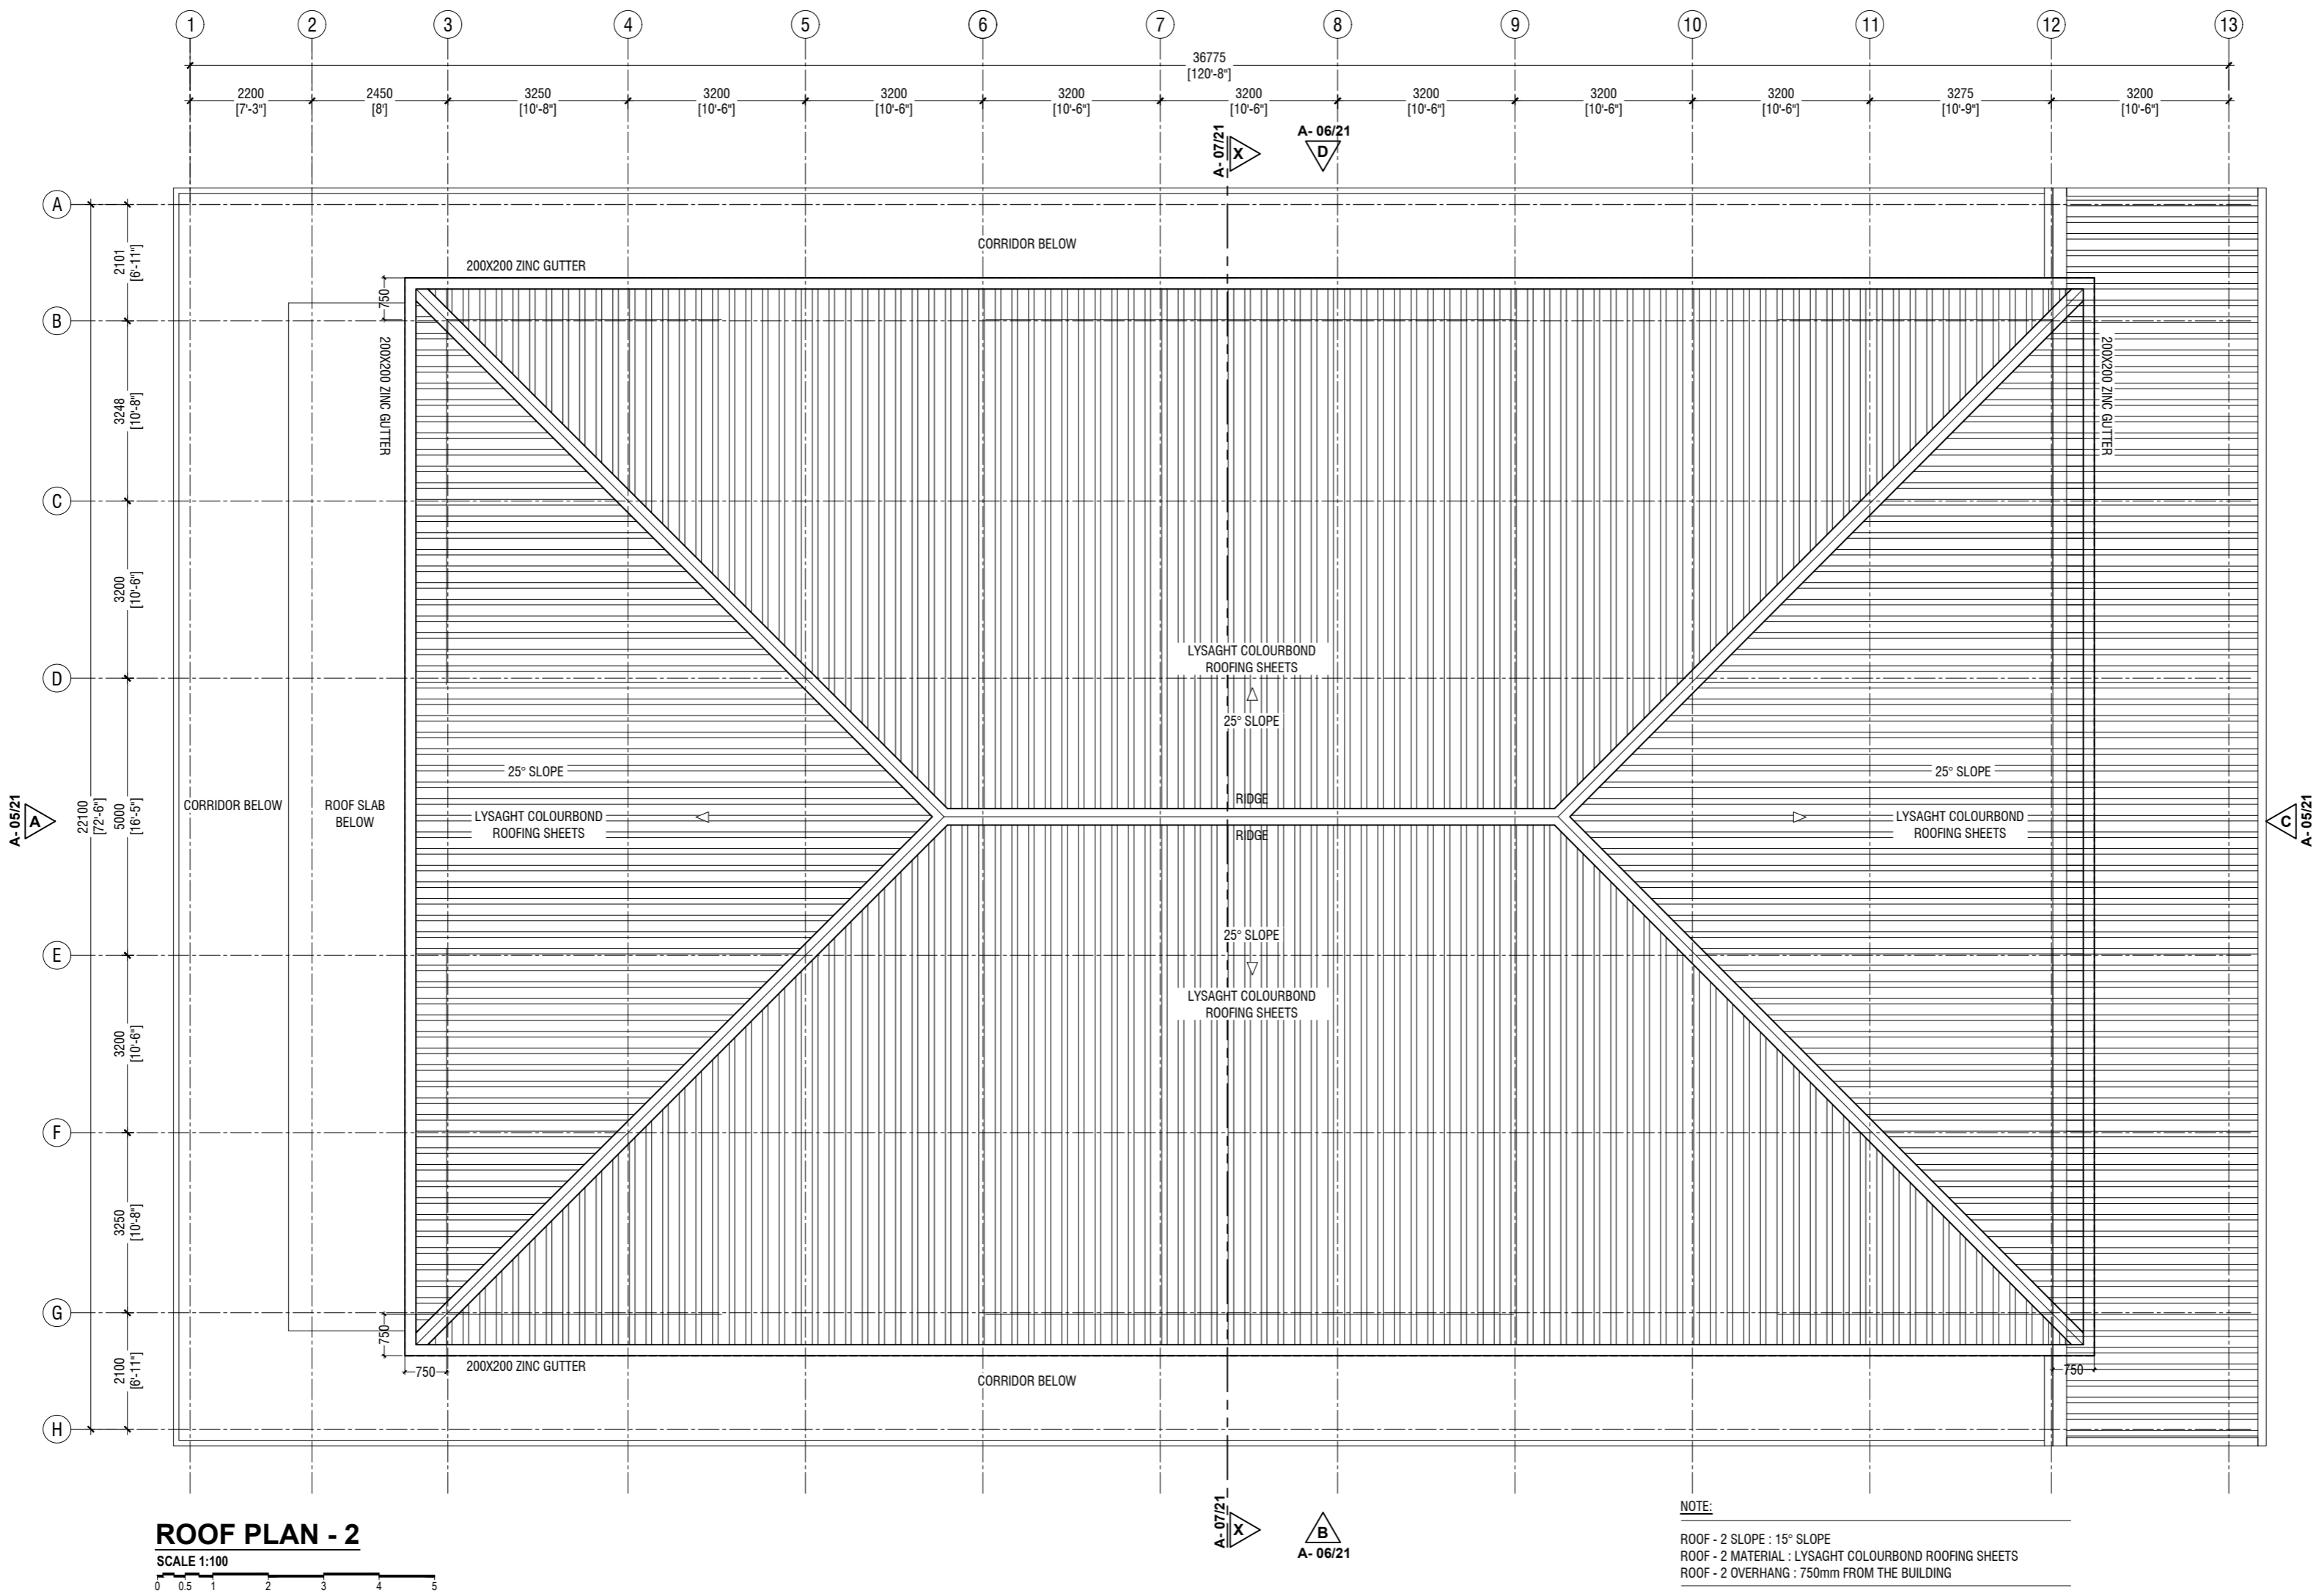 1 2 3 4 5 6 7 8 9 10 11 12 13
36775
[120'-8"]
2200 2450 3250 3200 3200 3200 3200 3200 3200 3200 3275 3200
[7'-3"] [8'] [10'-8"] [10'-6"] [10'-6"] [10'-6"] [10'-6"] [10'-6"] [10'-6"] [10'-6"] [10'-9"] [10'-6"]
A- 07/21
X
A- 06/21
D
A
2101
[6'-11"]
CORRIDOR BELOW
200X200 ZINC GUTTER
750
B
200X200 ZINC GUTTER
200X200 ZINC GUTTER
3248
[10'-8"]
C
3200
[10'-6"]
D
LYSAGHT COLOURBOND
ROOFING SHEETS
25° SLOPE
25° SLOPE
25° SLOPE
A- 05/21
A
22100
[72'-6"]
5000
[16'-5"]
CORRIDOR BELOW
ROOF SLAB
BELOW
LYSAGHT COLOURBOND
ROOFING SHEETS
RIDGE
RIDGE
LYSAGHT COLOURBOND
ROOFING SHEETS
C
A- 05/21
25° SLOPE
E
LYSAGHT COLOURBOND
ROOFING SHEETS
3200
[10'-6"]
F
3250
[10'-8"]
G
750
200X200 ZINC GUTTER
750
750
2100
[6'-11"]
CORRIDOR BELOW
H
A- 07/21
X
B
A- 06/21
ROOF PLAN - 2
SCALE 1:100
0 0.5 1 2 3 4 5
NOTE:
ROOF - 2 SLOPE : 15° SLOPE
ROOF - 2 MATERIAL : LYSAGHT COLOURBOND ROOFING SHEETS
ROOF - 2 OVERHANG : 750mm FROM THE BUILDING